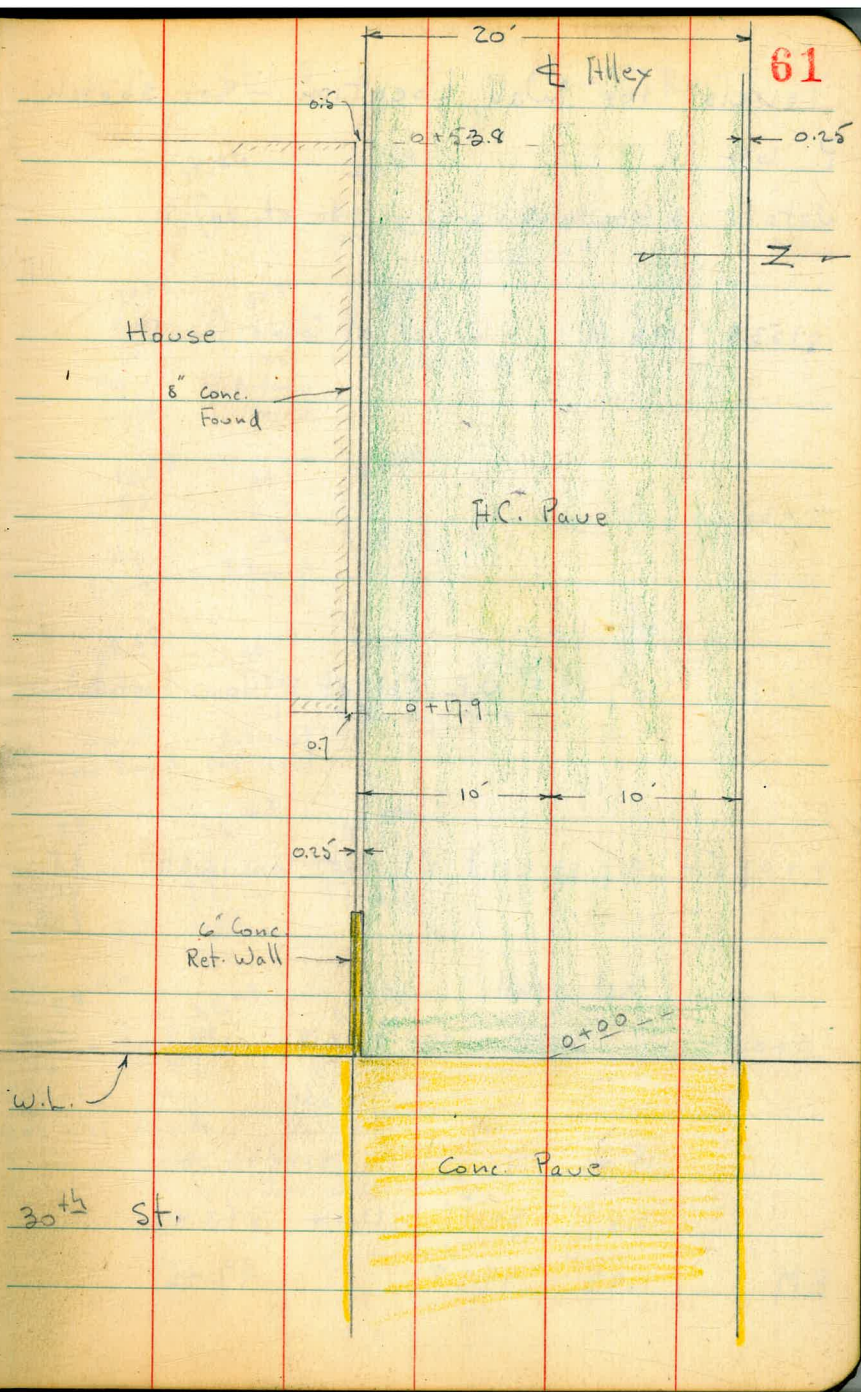 20'
61
℄ Alley
0.5
0+53.8
0.25
Z
House
8" Conc.
Found
A.C. Pave
0+17.9
0.7
10'
10'
0.25'
6" Conc.
Ret. Wall
0+00
W.L.
Conc. Pave
30th St.